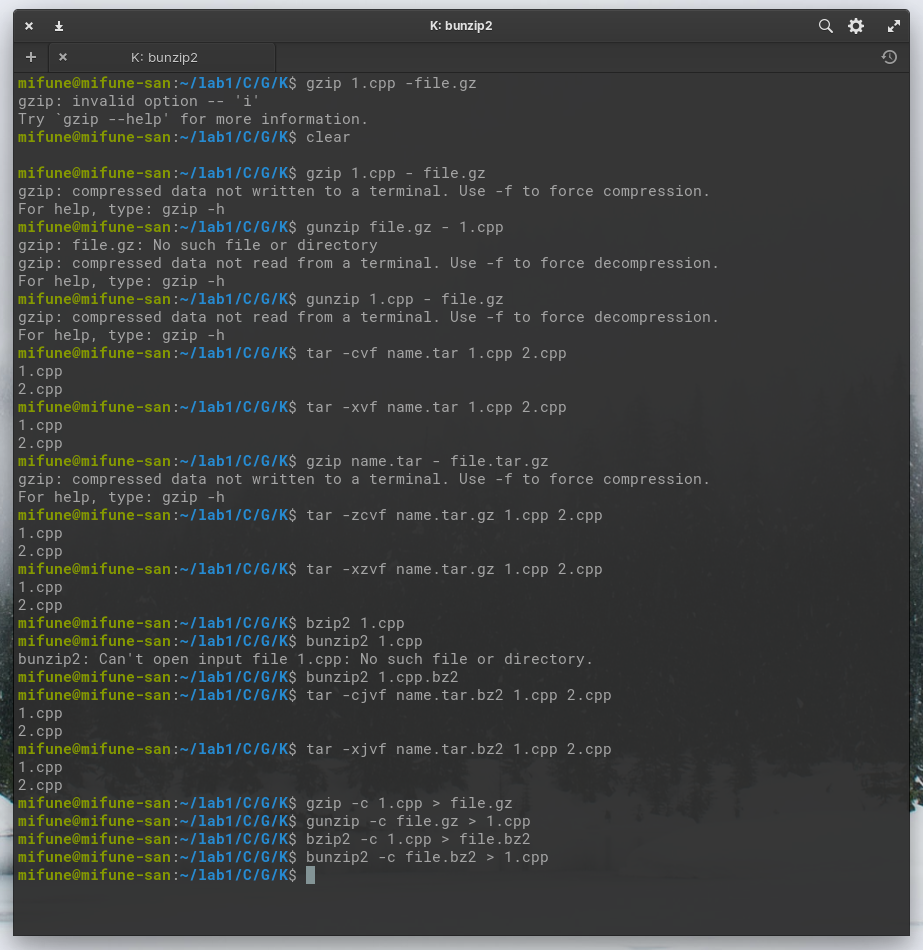 K: bunzip2
K: bunzip2
mifune@mifune-san:~/lab1/C/G/K$ gzip 1.cpp -file.gz
gzip: invalid option -- 'i'
Try `gzip --help' for more information.
mifune@mifune-san:~/lab1/C/G/K$ clear
mifune@mifune-san:~/lab1/C/G/K$ gzip 1.cpp - file.gz
gzip: compressed data not written to a terminal. Use -f to force compression.
For help, type: gzip -h
mifune@mifune-san:~/lab1/C/G/K$ gunzip file.gz - 1.cpp
gzip: file.gz: No such file or directory
gzip: compressed data not read from a terminal. Use -f to force decompression.
For help, type: gzip -h
mifune@mifune-san:~/lab1/C/G/K$ gunzip 1.cpp - file.gz
gzip: compressed data not read from a terminal. Use -f to force decompression.
For help, type: gzip -h
mifune@mifune-san:~/lab1/C/G/K$ tar -cvf name.tar 1.cpp 2.cpp
1.cpp
2.cpp
mifune@mifune-san:~/lab1/C/G/K$ tar -xvf name.tar 1.cpp 2.cpp
1.cpp
2.cpp
mifune@mifune-san:~/lab1/C/G/K$ gzip name.tar - file.tar.gz
gzip: compressed data not written to a terminal. Use -f to force compression.
For help, type: gzip -h
mifune@mifune-san:~/lab1/C/G/K$ tar -zcvf name.tar.gz 1.cpp 2.cpp
1.cpp
2.cpp
mifune@mifune-san:~/lab1/C/G/K$ tar -xzvf name.tar.gz 1.cpp 2.cpp
1.cpp
2.cpp
mifune@mifune-san:~/lab1/C/G/K$ bzip2 1.cpp
mifune@mifune-san:~/lab1/C/G/K$ bunzip2 1.cpp
bunzip2: Can't open input file 1.cpp: No such file or directory.
mifune@mifune-san:~/lab1/C/G/K$ bunzip2 1.cpp.bz2
mifune@mifune-san:~/lab1/C/G/K$ tar -cjvf name.tar.bz2 1.cpp 2.cpp
1.cpp
2.cpp
mifune@mifune-san:~/lab1/C/G/K$ tar -xjvf name.tar.bz2 1.cpp 2.cpp
1.cpp
2.cpp
mifune@mifune-san:~/lab1/C/G/K$ gzip -c 1.cpp > file.gz
mifune@mifune-san:~/lab1/C/G/K$ gunzip -c file.gz > 1.cpp
mifune@mifune-san:~/lab1/C/G/K$ bzip2 -c 1.cpp > file.bz2
mifune@mifune-san:~/lab1/C/G/K$ bunzip2 -c file.bz2 > 1.cpp
mifune@mifune-san:~/lab1/C/G/K$